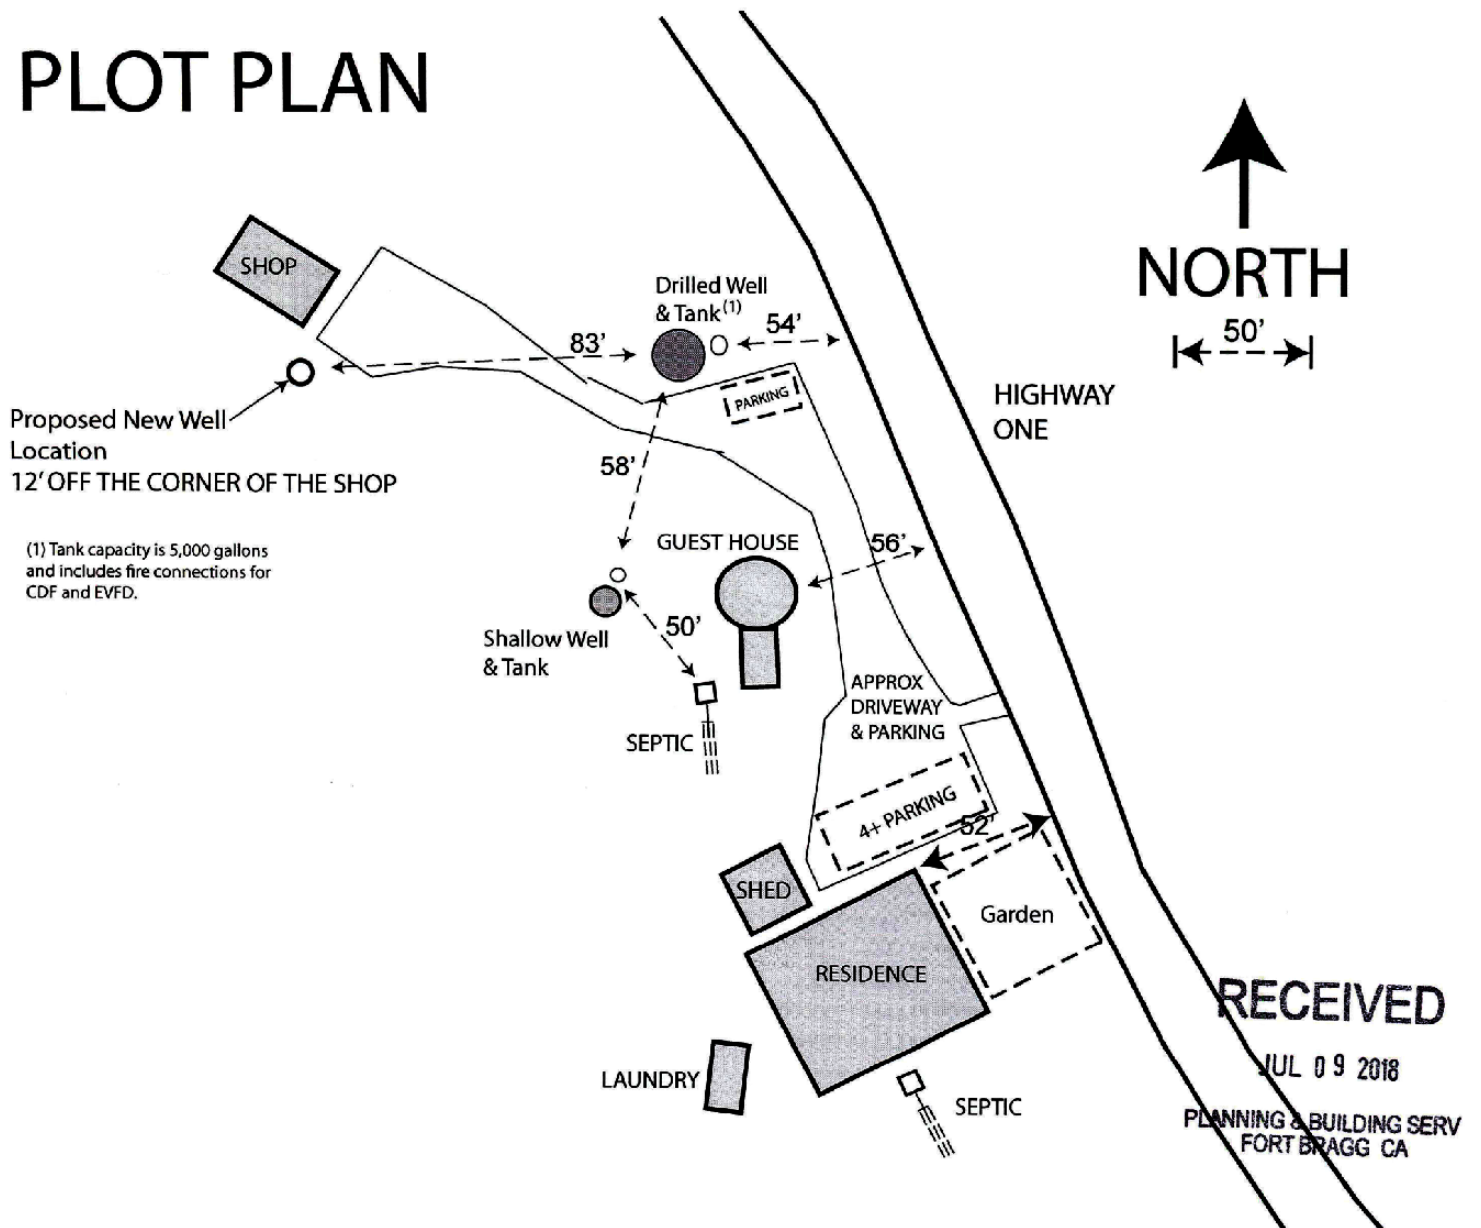 PLOT PLAN
NORTH
50'
SHOP
Drilled Well
& Tank(1)
54'
83'
PARKING
HIGHWAY
ONE
Proposed New Well
Location
12' OFF THE CORNER OF THE SHOP
58'
(1) Tank capacity is 5,000 gallons
and includes fire connections for
CDF and EVFD.
GUEST HOUSE
56'
Shallow Well
& Tank
50'
SEPTIC
APPROX
DRIVEWAY
& PARKING
4+ PARKING
52'
SHED
Garden
RESIDENCE
LAUNDRY
SEPTIC
RECEIVED
JUL 09 2018
PLANNING & BUILDING SERV
FORT BRAGG CA